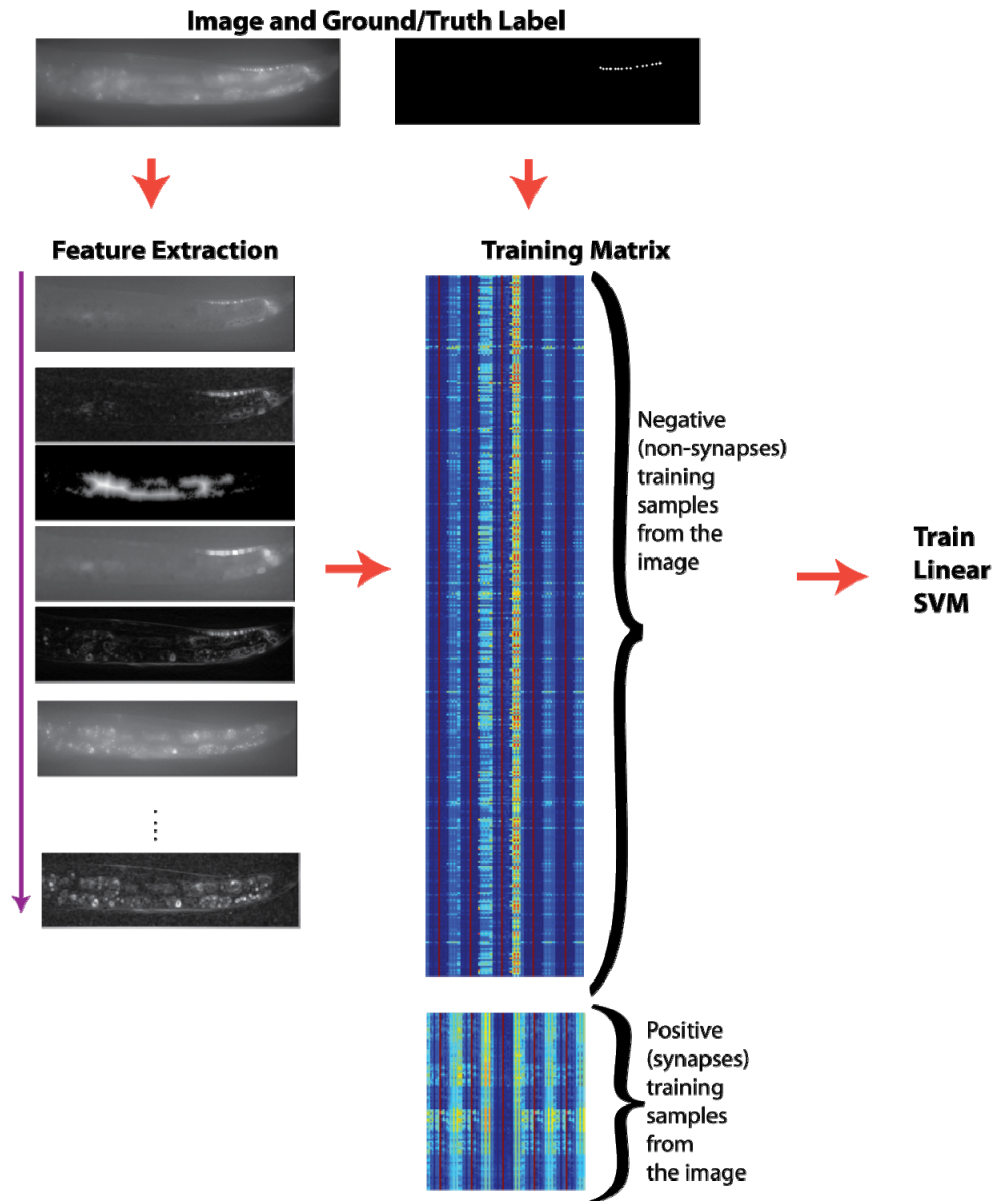 Image and Ground/Truth Label
Feature Extraction
Training Matrix
Negative
(non-synapses)
training
samples
from the
image
Train
Linear
SVM
Positive
(synapses)
training
samples
from
the image